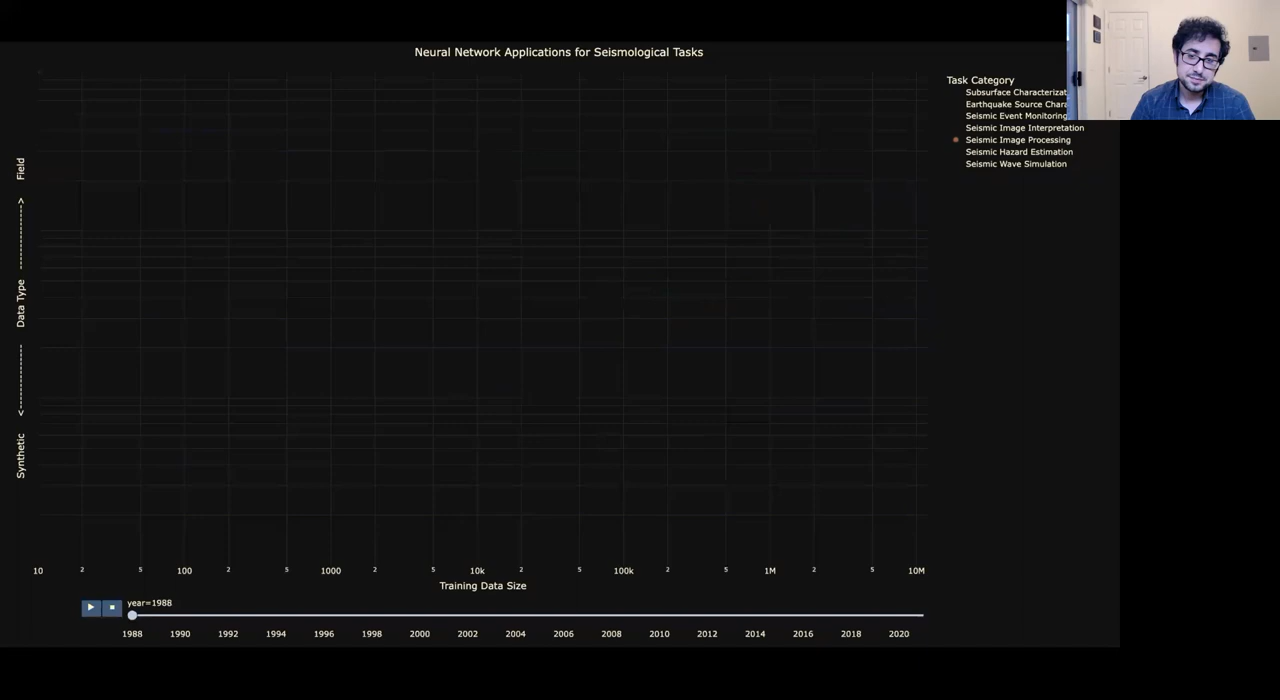 Neural Network Applications for Seismological Tasks
Task Category
Subsurface
Earthquake Source
Seismic Event Monitoring
Seismic Image Interpretation
Seismic Image Processing
Seismic Hazard Estimation
Seismic Wave Simulation
Synthetic <---------- Data Type ----------> Field
10 2 5 100 2 5 1000 2 5 10k 2 5 100k 2 5 1M 2 5 10M
Training Data Size
year=1988
1988 1990 1992 1994 1996 1998 2000 2002 2004 2006 2008 2010 2012 2014 2016 2018 2020